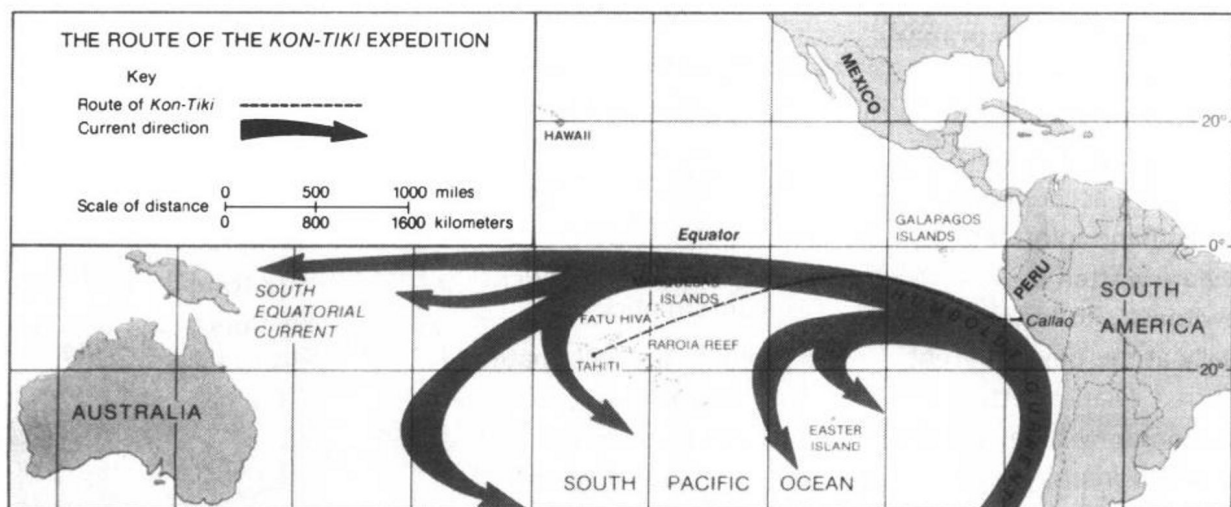 THE ROUTE OF THE KON-TIKI EXPEDITION
Key
Route of Kon-Tiki
Current direction
Scale of distance
0 500 1000 miles
0 800 1600 kilometers
MEXICO
HAWAII
20°
GALAPAGOS
ISLANDS
Equator
0°
SOUTH
EQUATORIAL
CURRENT
ISLANDS
FATU HIVA
RAROIA REEF
TAHITI
PERU
Callao
SOUTH
AMERICA
HUMBOLDT CURRENT
20°
AUSTRALIA
EASTER
ISLAND
SOUTH PACIFIC OCEAN